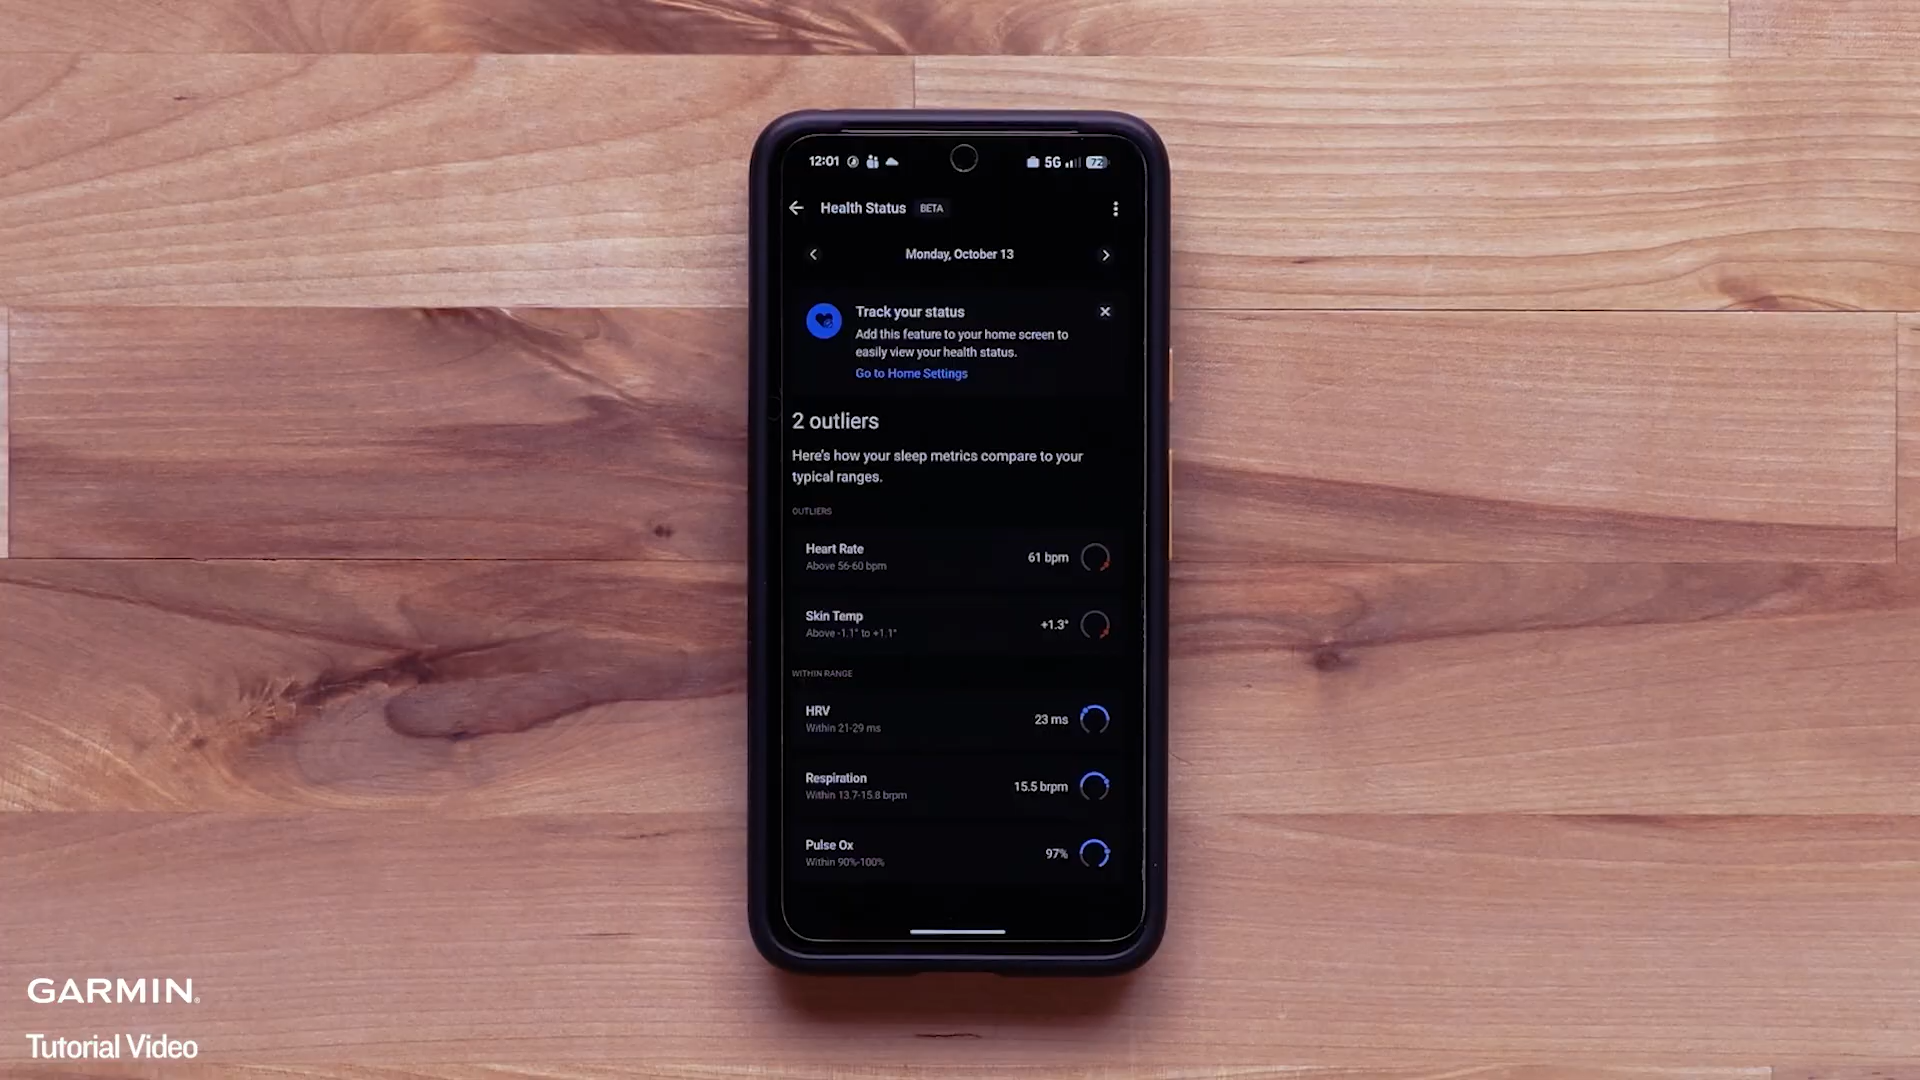 12:01
5G
72
Health Status BETA
Monday, October 13
Track your status
Add this feature to your home screen to
easily view your health status.
Go to Home Settings
2 outliers
Here's how your sleep metrics compare to your
typical ranges.
OUTLIERS
Heart Rate
Above 56-60 bpm
61 bpm
Skin Temp
Above -1.1° to +1.1°
+1.3°
WITHIN RANGE
HRV
Within 21-29 ms
23 ms
Respiration
Within 13.7-15.8 brpm
15.5 brpm
Pulse Ox
Within 90%-100%
97%
GARMIN
Tutorial Video